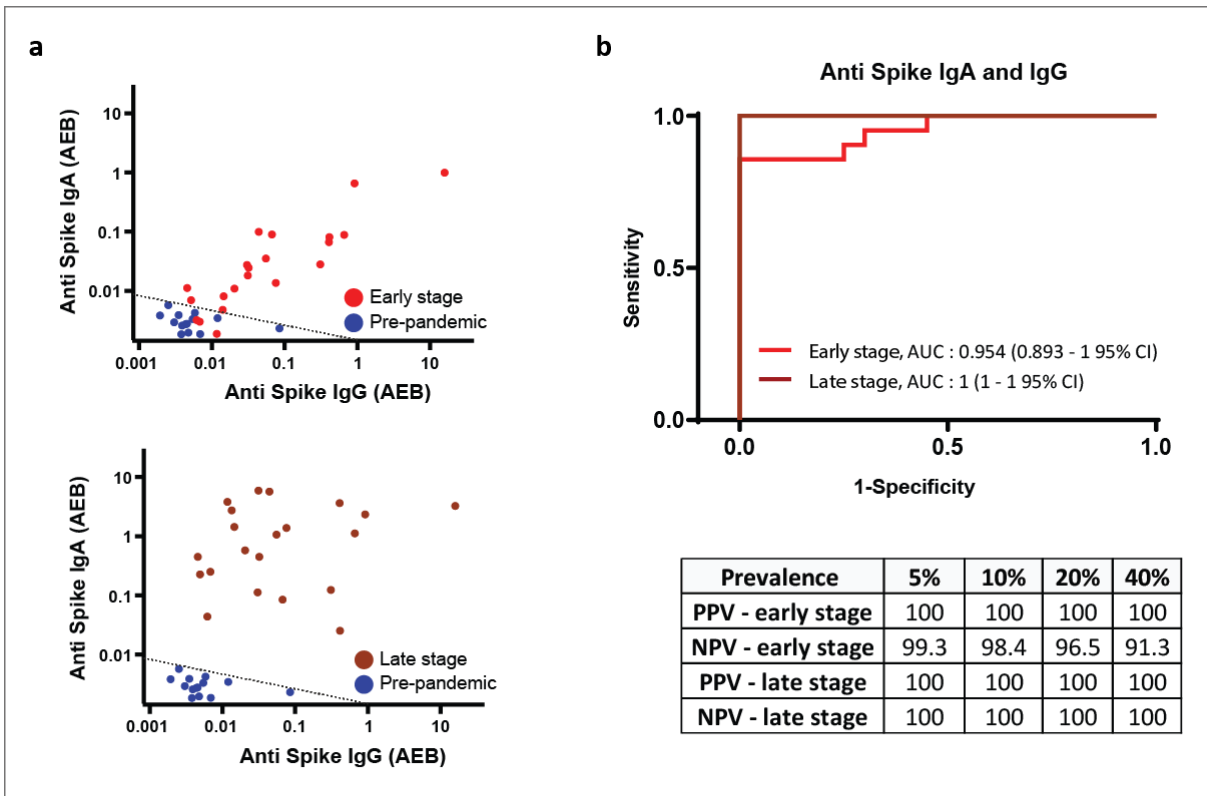 a
Anti Spike IgA (AEB)
10
1
0.1
0.01
Early stage
Pre-pandemic
0.001
0.01
0.1
1
10
Anti Spike IgG (AEB)
Anti Spike IgA (AEB)
10
1
0.1
0.01
Late stage
Pre-pandemic
0.001
0.01
0.1
1
10
Anti Spike IgG (AEB)
b
Anti Spike IgA and IgG
Sensitivity
1.0
0.5
0.0
Early stage, AUC : 0.954 (0.893 - 1 95% CI)
Late stage, AUC : 1 (1 - 1 95% CI)
0.0
0.5
1.0
1-Specificity
Prevalence 5% 10% 20% 40%
PPV - early stage 100 100 100 100
NPV - early stage 99.3 98.4 96.5 91.3
PPV - late stage 100 100 100 100
NPV - late stage 100 100 100 100